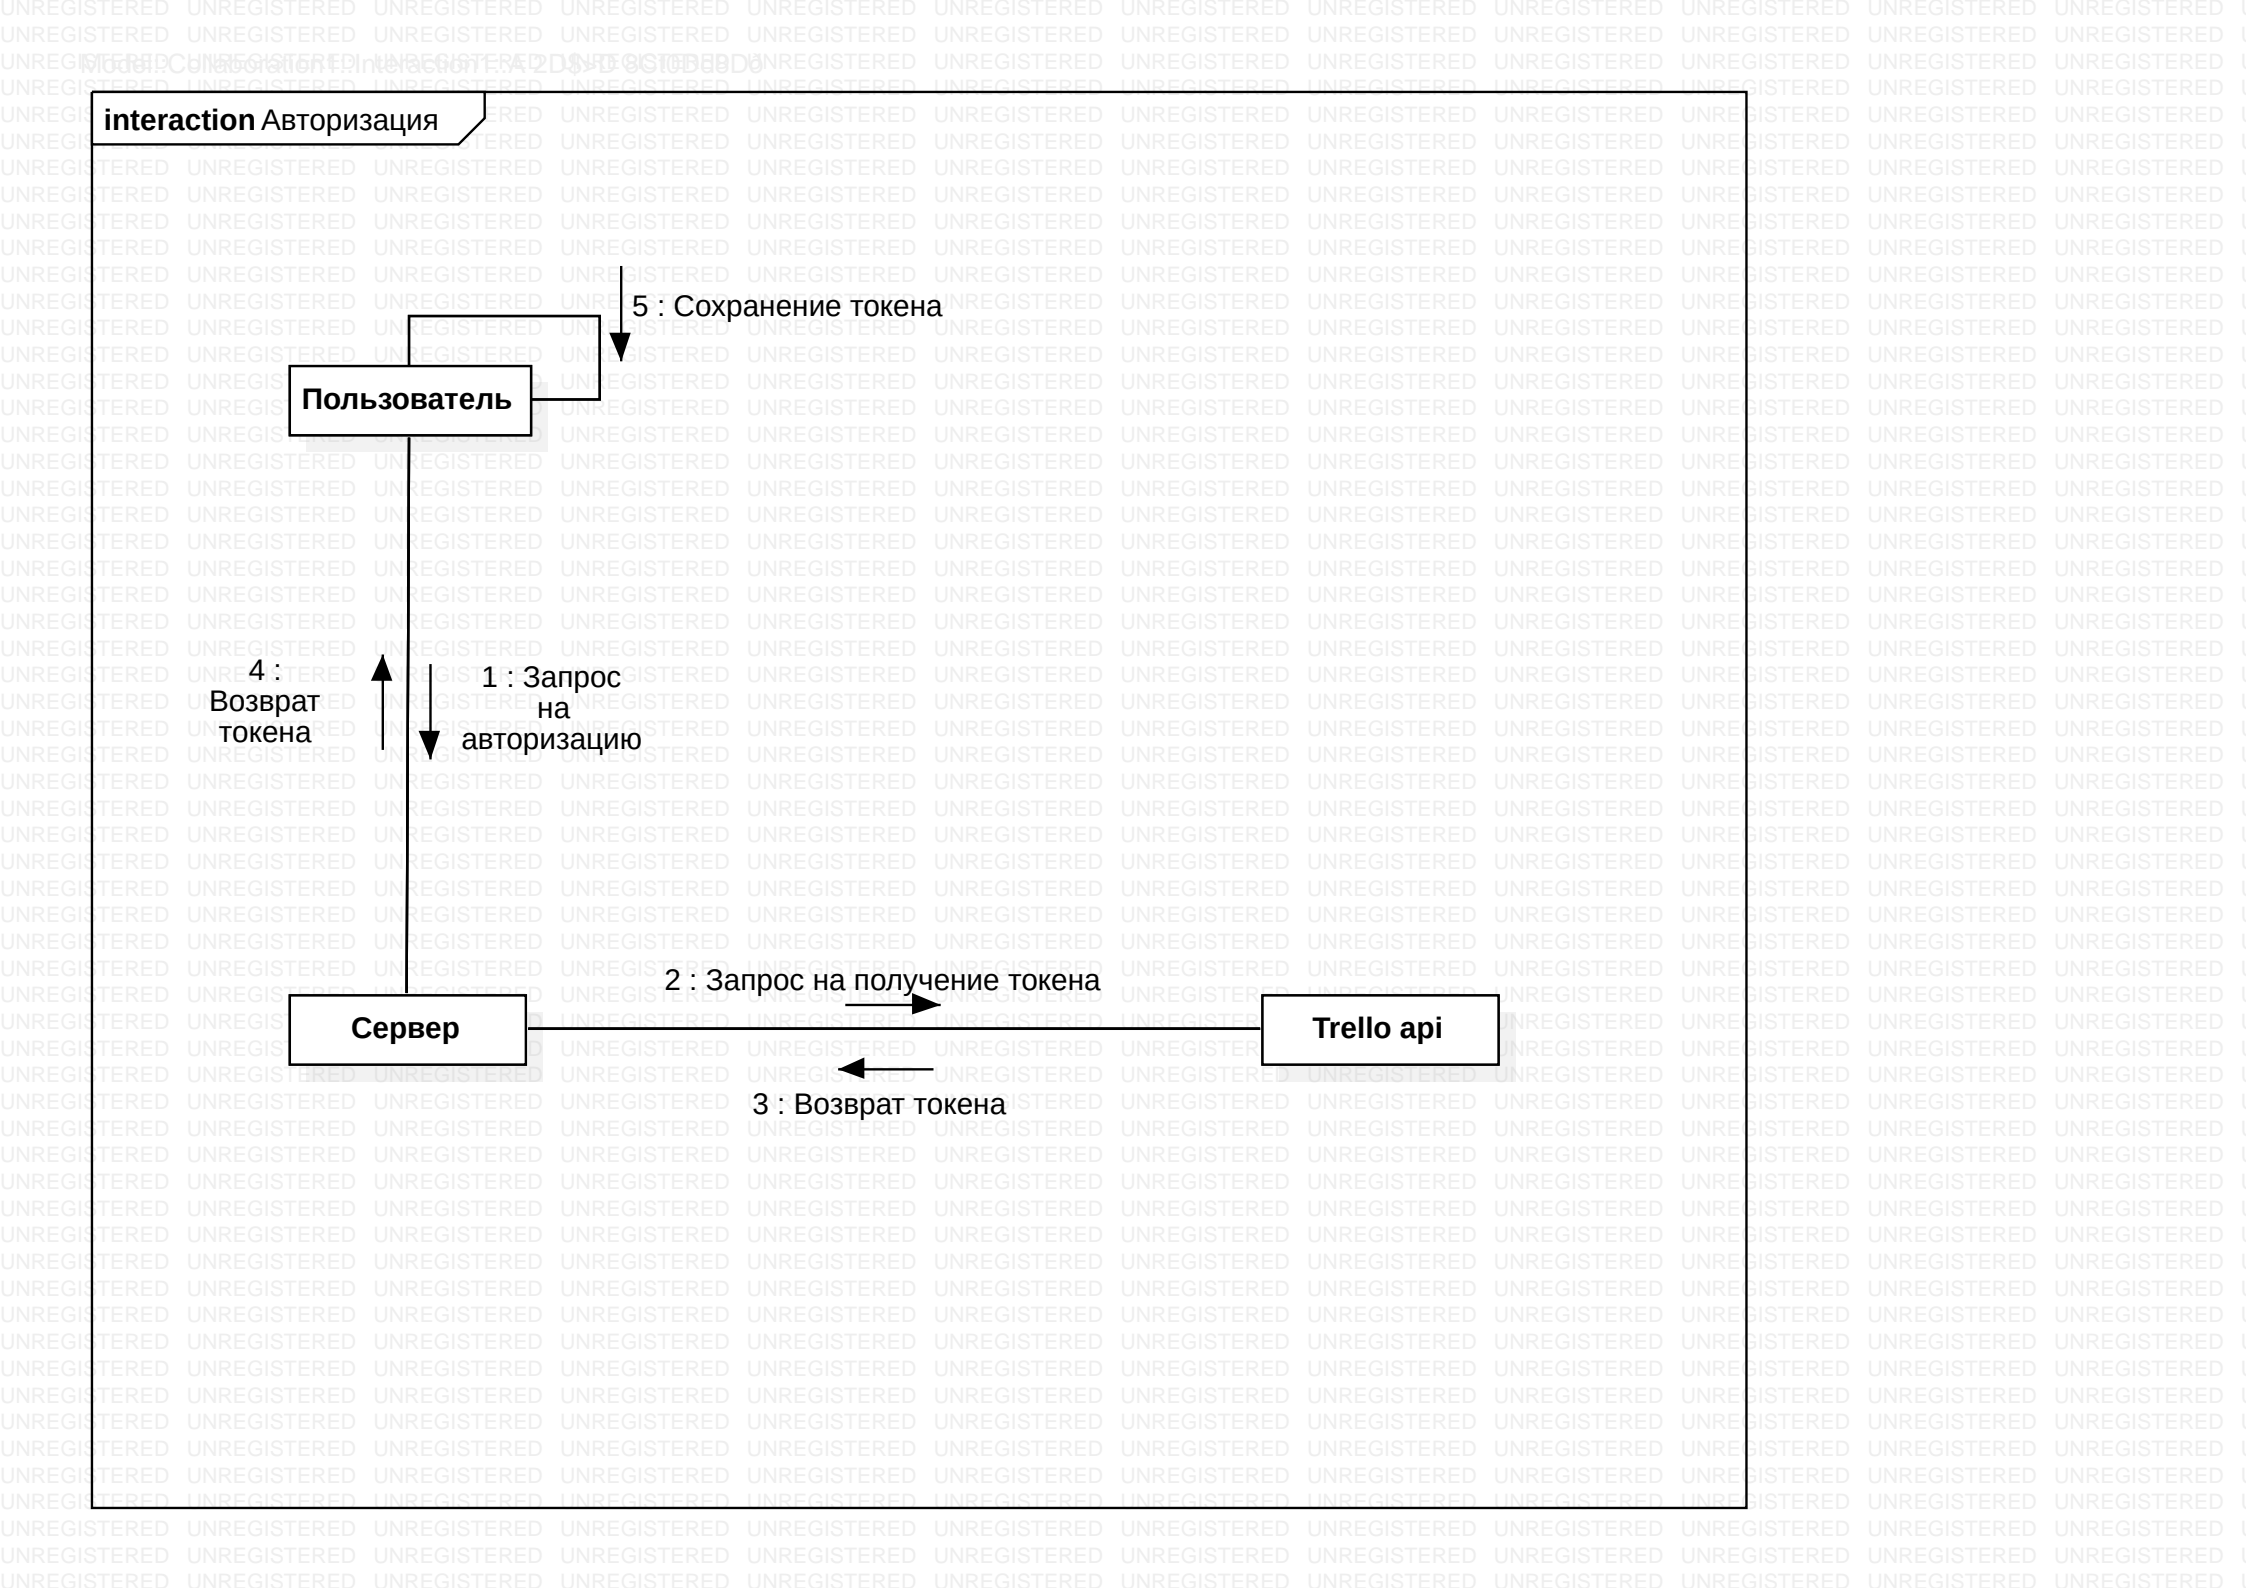 interaction Авторизация
5 : Сохранение токена
Пользователь
4 :
Возврат
токена
1 : Запрос
на
авторизацию
2 : Запрос на получение токена
Сервер
Trello api
3 : Возврат токена
UNREGISTERED